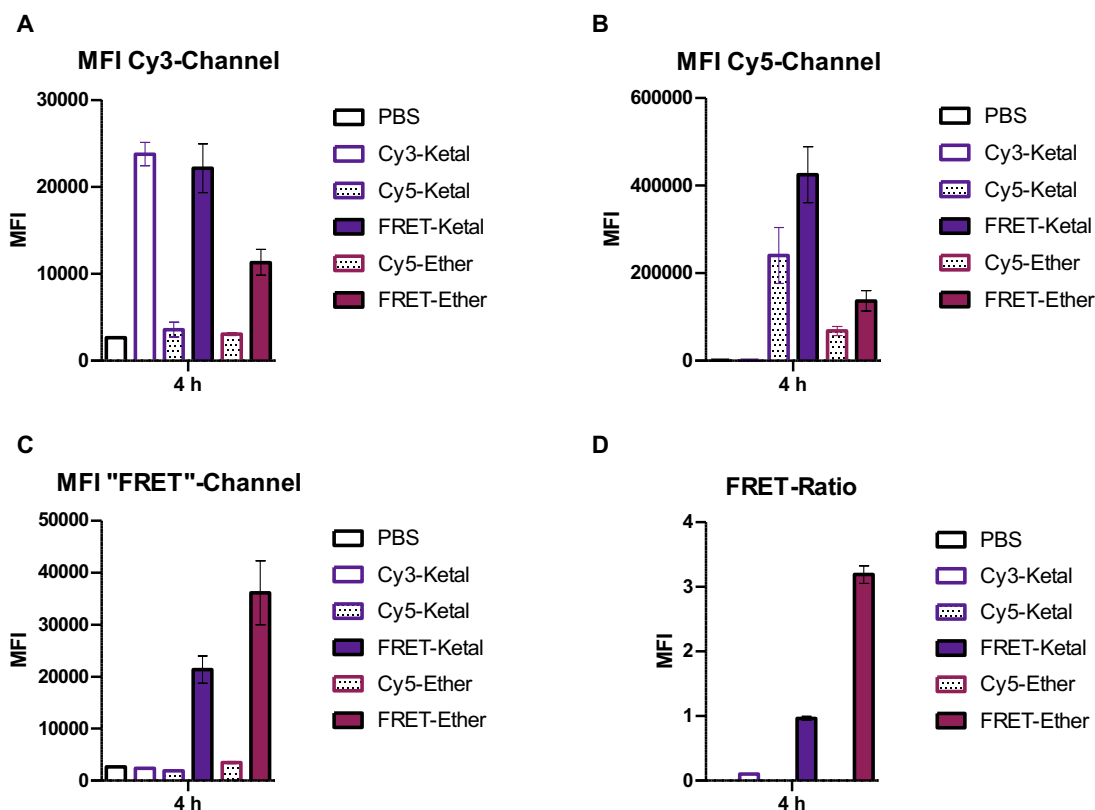 A
MFI Cy3-Channel
30000
20000
10000
0
MFI
4 h
PBS
Cy3-Ketal
Cy5-Ketal
FRET-Ketal
Cy5-Ether
FRET-Ether
B
MFI Cy5-Channel
600000
400000
200000
0
MFI
4 h
PBS
Cy3-Ketal
Cy5-Ketal
FRET-Ketal
Cy5-Ether
FRET-Ether
C
MFI "FRET"-Channel
50000
40000
30000
20000
10000
0
MFI
4 h
PBS
Cy3-Ketal
Cy5-Ketal
FRET-Ketal
Cy5-Ether
FRET-Ether
D
FRET-Ratio
4
3
2
1
0
MFI
4 h
PBS
Cy3-Ketal
Cy5-Ketal
FRET-Ketal
Cy5-Ether
FRET-Ether